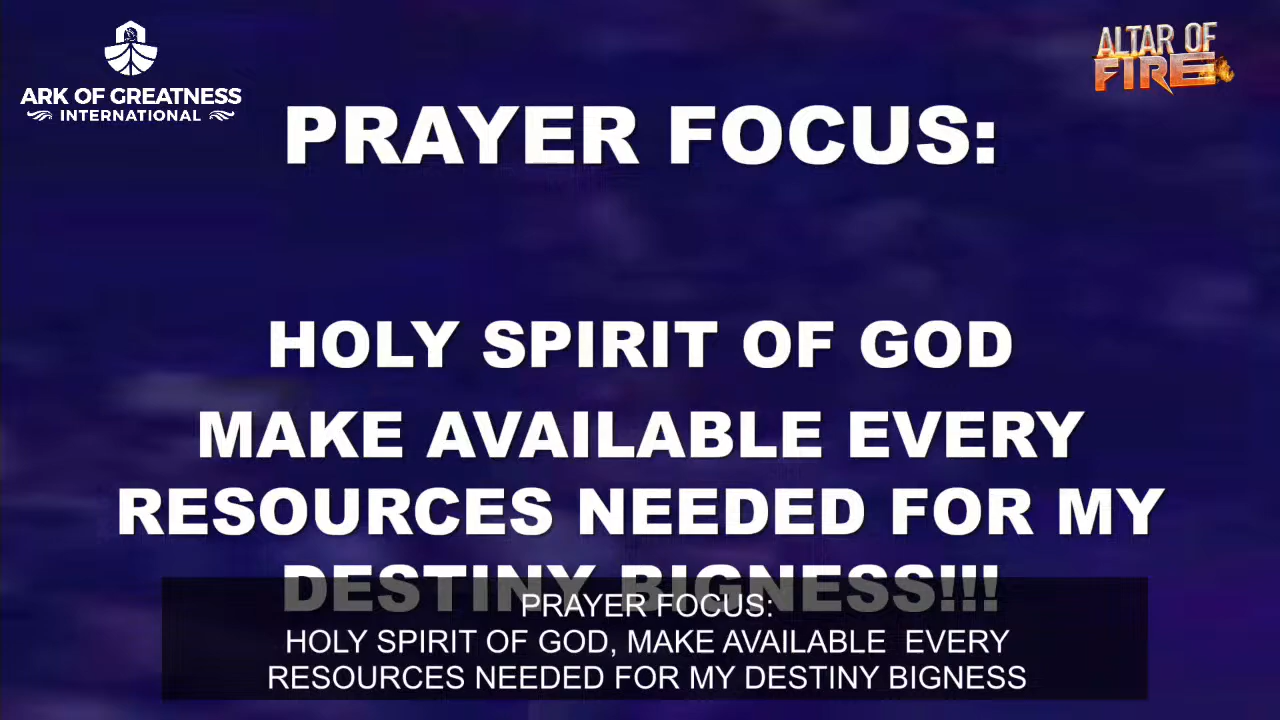 ARK OF GREATNESS
INTERNATIONAL
ALTAR OF
FIRE
PRAYER FOCUS:
HOLY SPIRIT OF GOD
MAKE AVAILABLE EVERY
RESOURCES NEEDED FOR MY
DESTINY BIGNESS!!!
PRAYER FOCUS:
HOLY SPIRIT OF GOD, MAKE AVAILABLE  EVERY
RESOURCES NEEDED FOR MY DESTINY BIGNESS